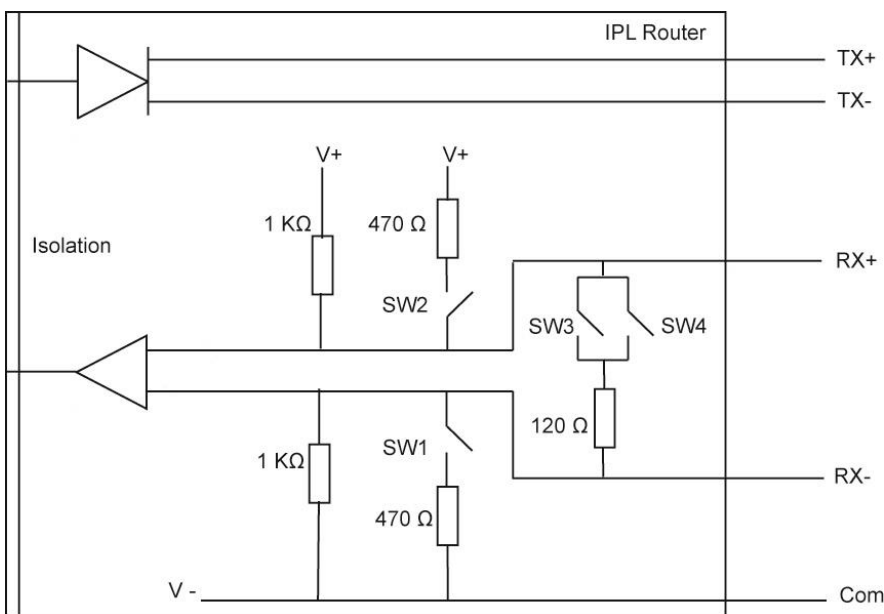 IPL Router
TX+
TX-
V+
V+
1 KΩ
470 Ω
Isolation
RX+
SW2
SW3
SW4
120 Ω
SW1
1 KΩ
RX-
470 Ω
V -
Com